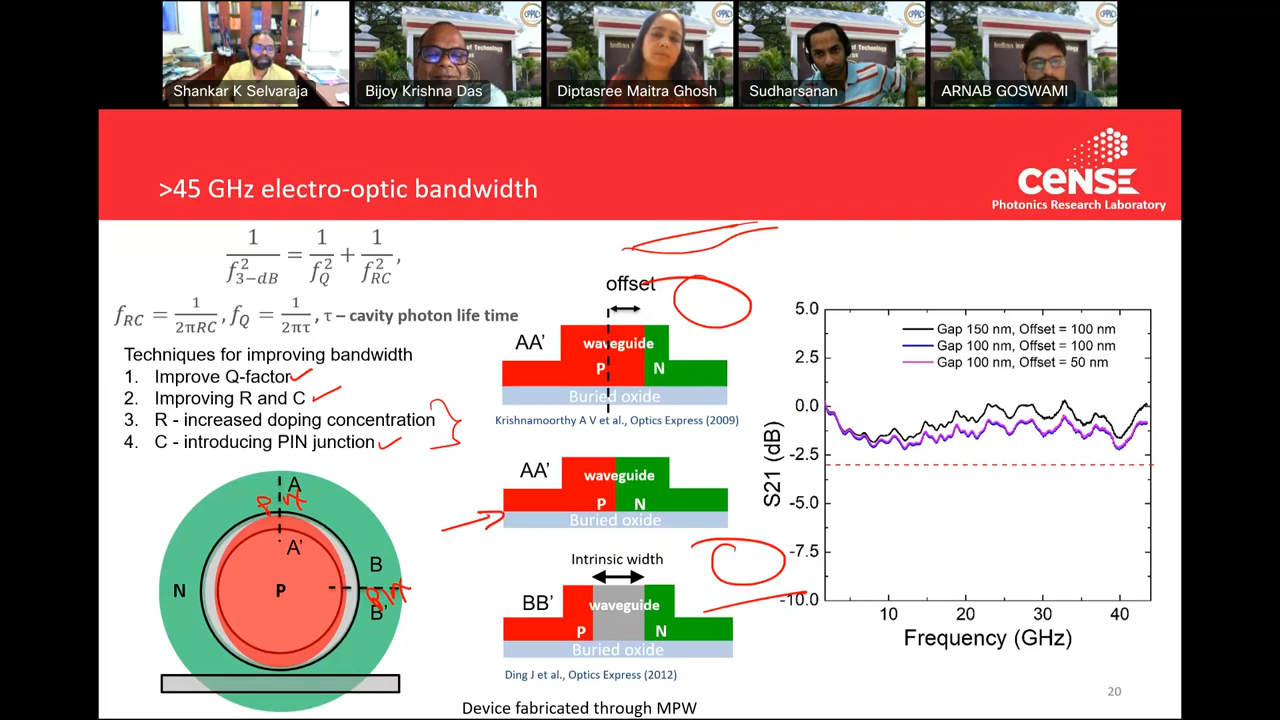 Shankar K Selvaraja
Bijoy Krishna Das
Diptasree Maitra Ghosh
Sudharsanan
ARNAB GOSWAMI
>45 GHz electro-optic bandwidth
CeNSE
Photonics Research Laboratory
1/f²3−dB = 1/f²Q + 1/f²RC,
fRC = 1/2πRC, fQ = 1/2πτ, τ – cavity photon life time
Techniques for improving bandwidth
1. Improve Q-factor
2. Improving R and C
3. R - increased doping concentration
4. C - introducing PIN junction
A
A'
B
B'
N
P
offset
AA'
waveguide
P
N
Buried oxide
Krishnamoorthy A V et al., Optics Express (2009)
AA'
waveguide
P
N
Buried oxide
Intrinsic width
BB'
waveguide
P
N
Buried oxide
Ding J et al., Optics Express (2012)
Device fabricated through MPW
Gap 150 nm, Offset = 100 nm
Gap 100 nm, Offset = 100 nm
Gap 100 nm, Offset = 50 nm
5.0
2.5
0.0
-2.5
-5.0
-7.5
-10.0
S21 (dB)
10
20
30
40
Frequency (GHz)
20